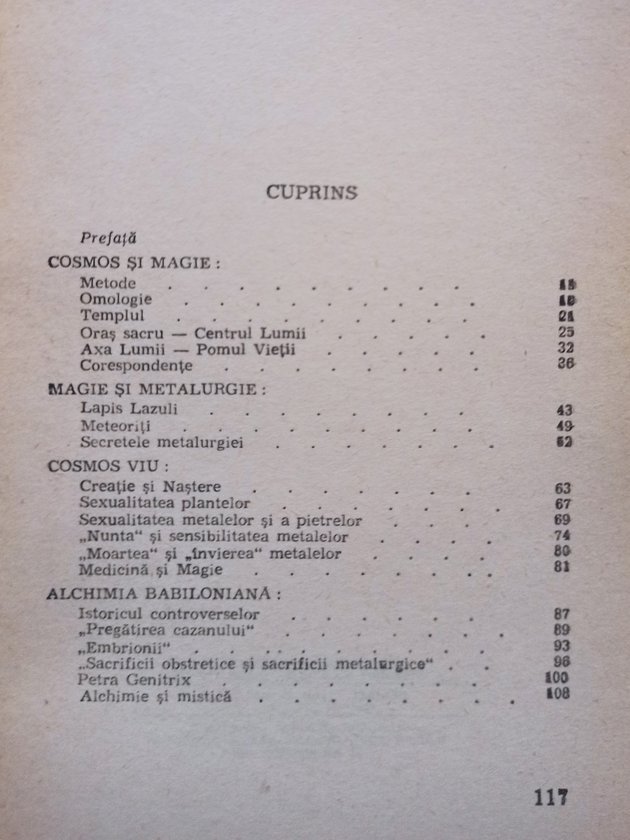 CUPRINS
Prefață
COSMOS ȘI MAGIE :
Metode . . . . . . . . .
Omologie . . . . . . . . .
Templul . . . . . . . . . 21
Oraș sacru — Centrul Lumii . . . . . 25
Axa Lumii — Pomul Vieții . . . . . 32
Corespondențe . . . . . . . 36
MAGIE ȘI METALURGIE :
Lapis Lazuli . . . . . . . 43
Meteoriți . . . . . . . . 49
Secretele metalurgiei . . . . . . 52
COSMOS VIU :
Creație și Naștere . . . . . . 63
Sexualitatea plantelor . . . . . . 67
Sexualitatea metalelor și a pietrelor . . . 69
„Nunta“ și sensibilitatea metalelor . . . 74
„Moartea“ și „învierea“ metalelor . . . 80
Medicină și Magie . . . . . . . 81
ALCHIMIA BABILONIANĂ :
Istoricul controverselor . . . . . . 87
„Pregătirea cazanului“ . . . . . . 89
„Embrionii“ . . . . . . . . 93
„Sacrificii obstretice și sacrificii metalurgice“ . . 96
Petra Genitrix . . . . . . . 100
Alchimie și mistică . . . . . . . 108
117